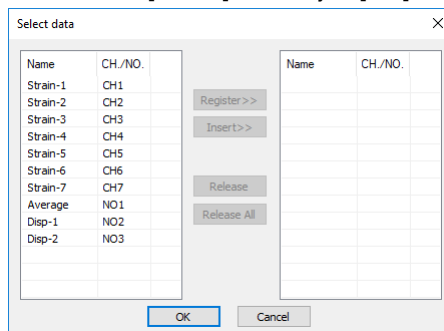 Select data
Name CH./NO.
Strain-1 CH1
Strain-2 CH2
Strain-3 CH3
Strain-4 CH4
Strain-5 CH5
Strain-6 CH6
Strain-7 CH7
Average NO1
Disp-1 NO2
Disp-2 NO3
Register>>
Insert>>
Release
Release All
Name CH./NO.
OK Cancel